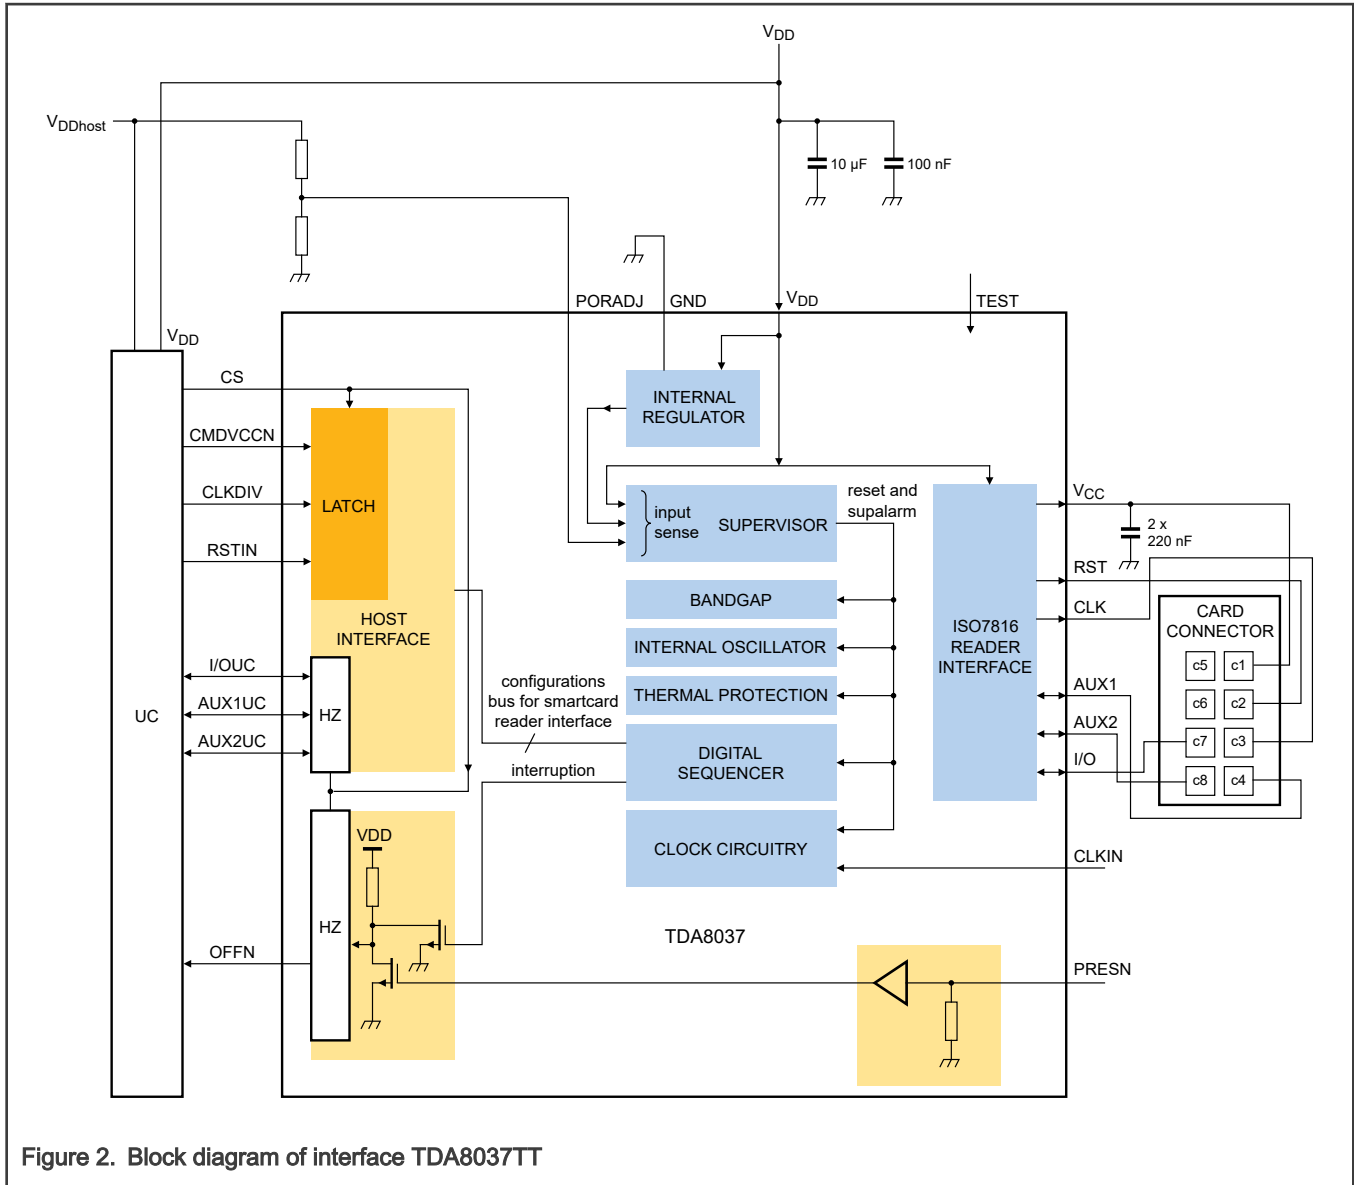 VDD
VDDhost
10 µF
100 nF
PORADJ
GND
VDD
TEST
VDD
CS
INTERNAL
REGULATOR
CMDVCCN
CLKDIV
LATCH
RSTIN
input
sense
SUPERVISOR
reset and
supalarm
VCC
2 x
220 nF
RST
BANDGAP
CLK
CARD
CONNECTOR
HOST
INTERFACE
INTERNAL OSCILLATOR
ISO7816
READER
INTERFACE
c5
c1
I/OUC
configurations
bus for smartcard
reader interface
THERMAL PROTECTION
AUX1
AUX1UC
c6
c2
UC
HZ
AUX2
AUX2UC
DIGITAL
SEQUENCER
c7
c3
interruption
I/O
c8
c4
VDD
CLOCK CIRCUITRY
CLKIN
HZ
OFFN
TDA8037
PRESN
Figure 2. Block diagram of interface TDA8037TT